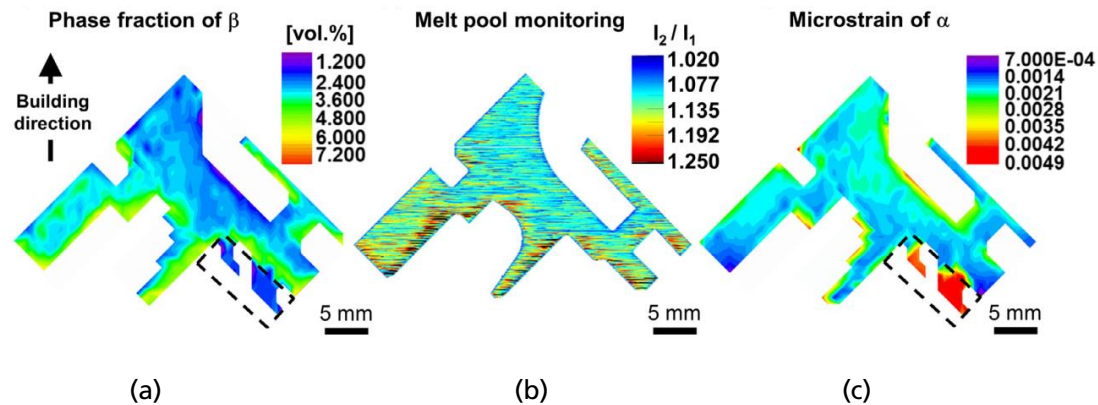 Phase fraction of β
Building
direction
[vol.%]
1.200
2.400
3.600
4.800
6.000
7.200
5 mm
(a)
Melt pool monitoring
I₂ / I₁
1.020
1.077
1.135
1.192
1.250
5 mm
(b)
Microstrain of α
7.000E-04
0.0014
0.0021
0.0028
0.0035
0.0042
0.0049
5 mm
(c)